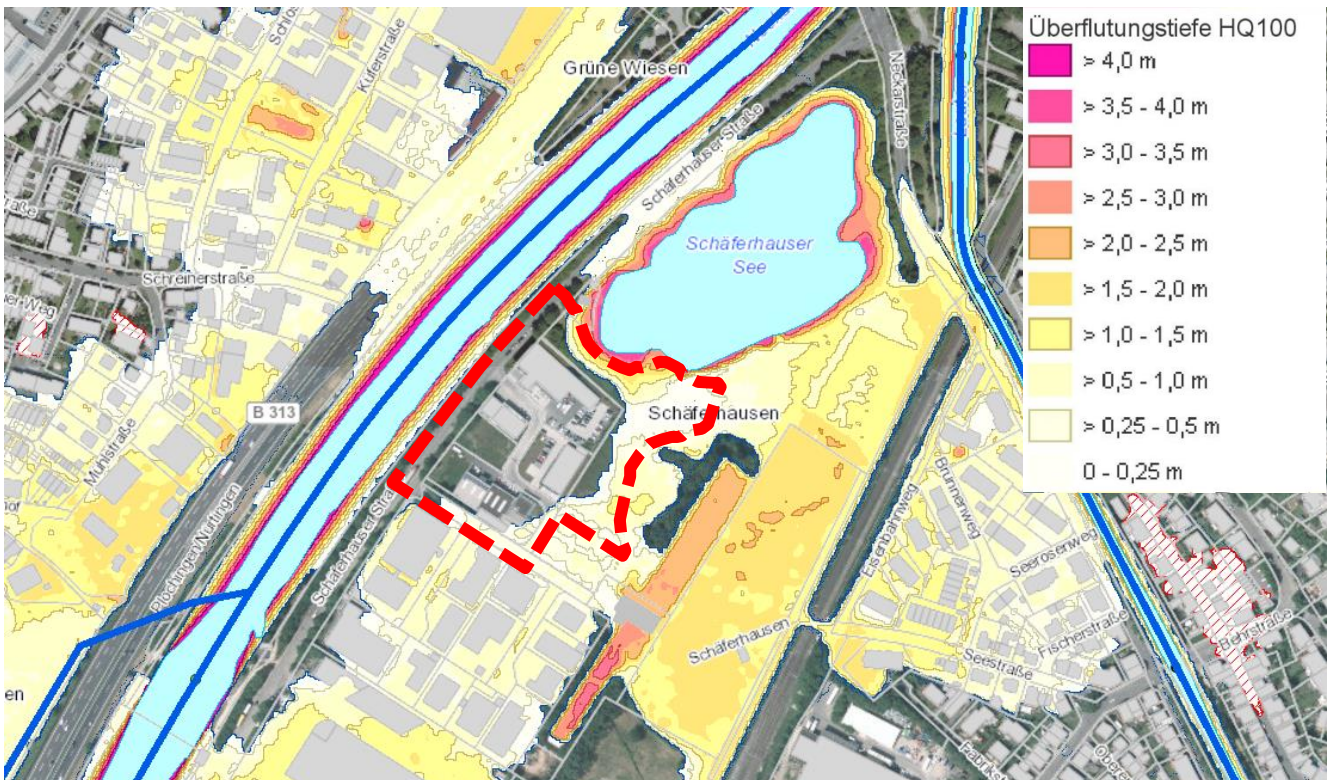 Überflutungstiefe HQ100
> 4,0 m
> 3,5 - 4,0 m
> 3,0 - 3,5 m
> 2,5 - 3,0 m
> 2,0 - 2,5 m
> 1,5 - 2,0 m
> 1,0 - 1,5 m
> 0,5 - 1,0 m
> 0,25 - 0,5 m
0 - 0,25 m
Küferstraße
Grüne Wiesen
Neckarstraße
Schäferhauser Straße
Schäferhauser
See
Schreinerstraße
B 313
Mühlstraße
Schäferhausen
Plochingen/Nürtingen
Schäferhauser Straße
Eisenbahnweg
Brunnenweg
Seerosenweg
Fischerstraße
Seestraße
Schäferhausen